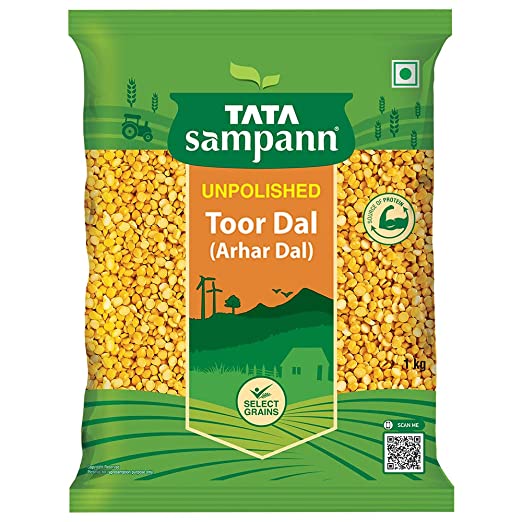 TATA
sampann®
UNPOLISHED
Toor Dal
(Arhar Dal)
SOURCE OF PROTEIN
1 kg
SELECT
GRAINS
SCAN ME